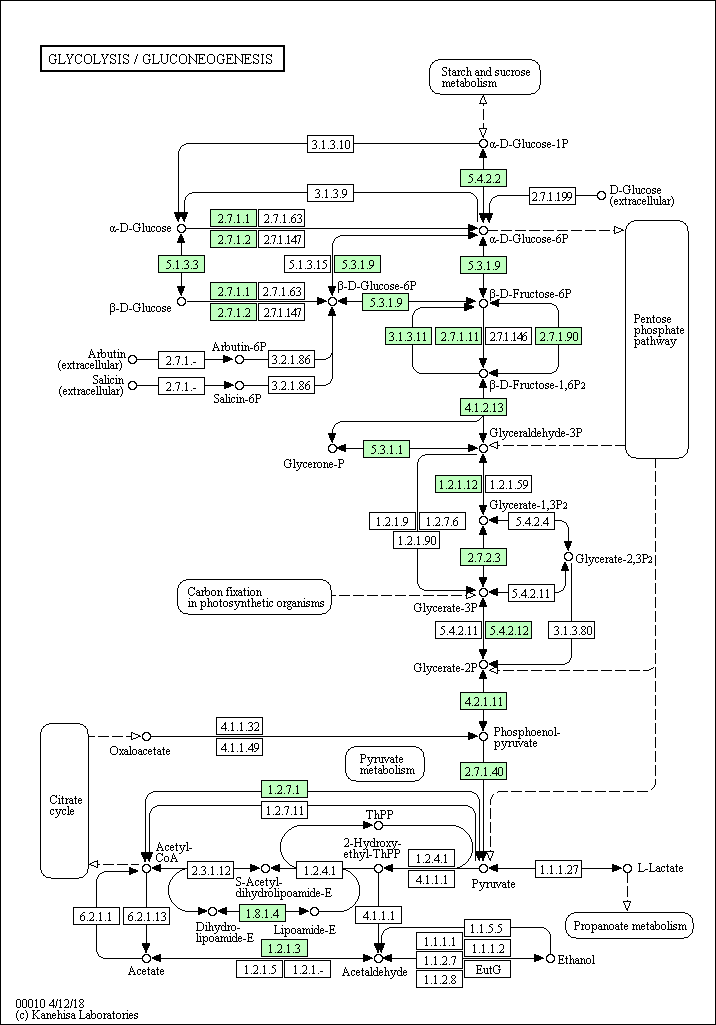 GLYCOLYSIS / GLUCONEOGENESIS
Starch and sucrose
metabolism
3.1.3.10
α-D-Glucose-1P
5.4.2.2
3.1.3.9
2.7.1.199
D-Glucose
(extracellular)
α-D-Glucose
2.7.1.1
2.7.1.63
2.7.1.2
2.7.1.147
α-D-Glucose-6P
5.1.3.3
5.1.3.15
5.3.1.9
5.3.1.9
β-D-Glucose
2.7.1.1
2.7.1.63
2.7.1.2
2.7.1.147
β-D-Glucose-6P
5.3.1.9
β-D-Fructose-6P
Pentose
phosphate
pathway
3.1.3.11
2.7.1.11
2.7.1.146
2.7.1.90
Arbutin
(extracellular)
2.7.1.-
Arbutin-6P
3.2.1.86
Salicin
(extracellular)
2.7.1.-
Salicin-6P
3.2.1.86
β-D-Fructose-1,6P2
4.1.2.13
Glyceraldehyde-3P
Glycerone-P
5.3.1.1
1.2.1.12
1.2.1.59
Glycerate-1,3P2
1.2.1.9
1.2.7.6
5.4.2.4
1.2.1.90
2.7.2.3
Glycerate-2,3P2
Carbon fixation
in photosynthetic organisms
5.4.2.11
Glycerate-3P
5.4.2.11
5.4.2.12
3.1.3.80
Glycerate-2P
4.2.1.11
Oxaloacetate
4.1.1.32
4.1.1.49
Phosphoenol-
pyruvate
Pyruvate
metabolism
2.7.1.40
Citrate
cycle
1.2.7.1
1.2.7.11
ThPP
Acetyl-
CoA
2-Hydroxy-
ethyl-ThPP
2.3.1.12
1.2.4.1
1.2.4.1
4.1.1.1
S-Acetyl-
dihydrolipoamide-E
Pyruvate
1.1.1.27
L-Lactate
6.2.1.1
6.2.1.13
1.8.1.4
4.1.1.1
Dihydro-
lipoamide-E
Lipoamide-E
Propanoate metabolism
1.1.5.5
1.1.1.1
1.1.1.2
1.2.1.3
1.1.2.7
EutG
1.1.2.8
Ethanol
Acetate
1.2.1.5
1.2.1.-
Acetaldehyde
00010 4/12/18
(c) Kanehisa Laboratories